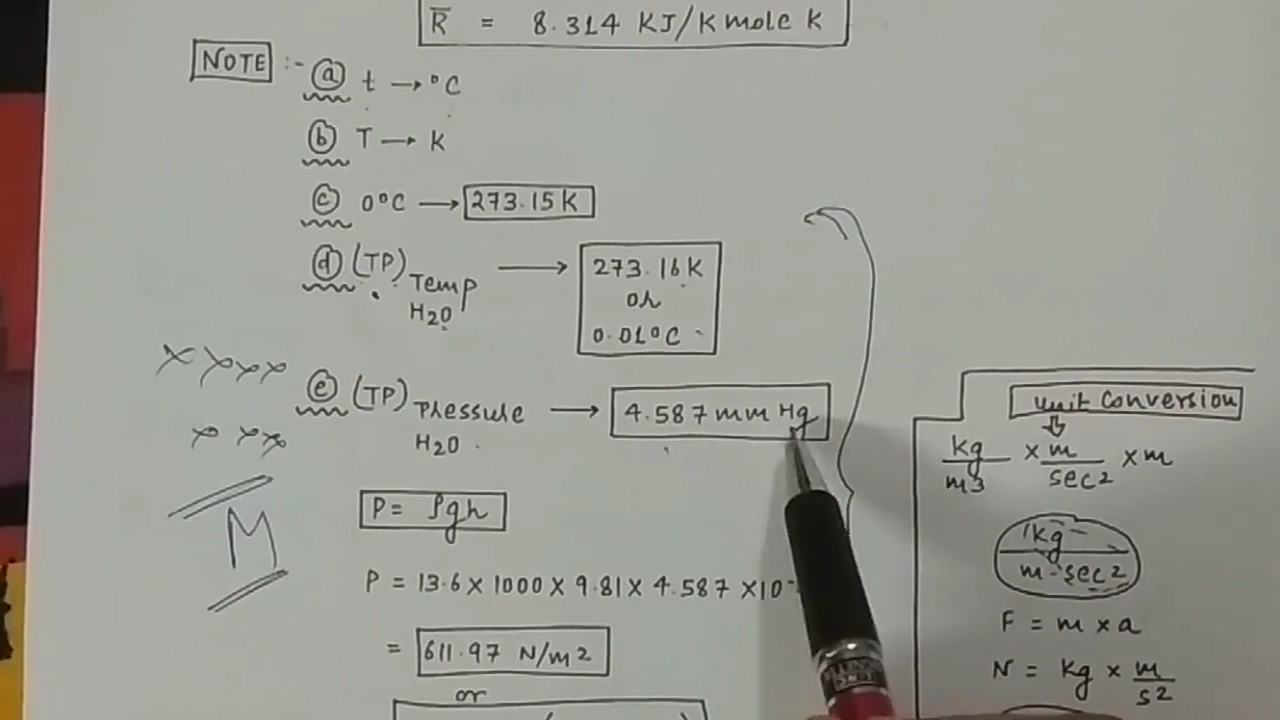 R̅ = 8.314 KJ/Kmole K
NOTE :- (a) t → °C
(b) T → K
(c) 0°C → 273.15 K
(d) (TP) Temp H2O → 273.16 K
or
0.01°C
(e) (TP) Pressure H2O → 4.587 mm Hg
P = ρgh
P = 13.6 × 1000 × 9.81 × 4.587 × 10-
= 611.97 N/m2
or
M
unit conversion
kg/m3 × m/sec2 × m
kg/m-sec2
F = m × a
N = kg × m/s2